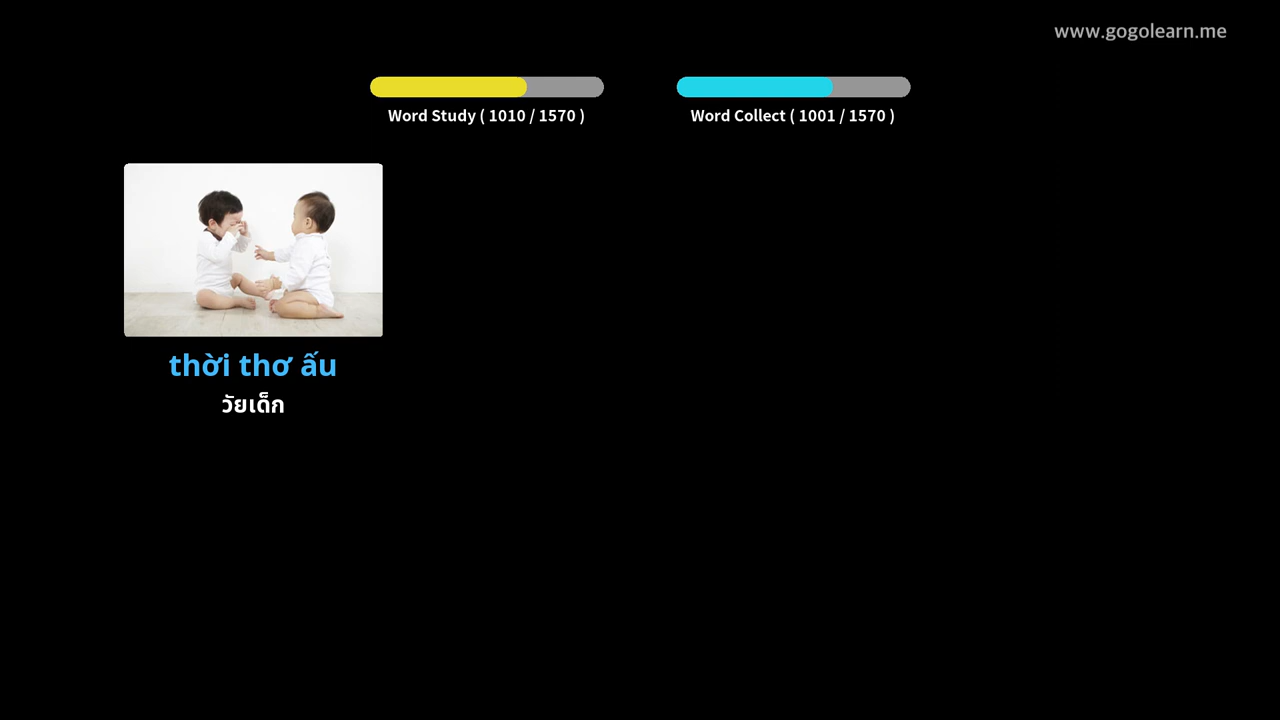 www.gogolearn.me
Word Study ( 1010 / 1570 )
Word Collect ( 1001 / 1570 )
thời thơ ấu
วัยเด็ก